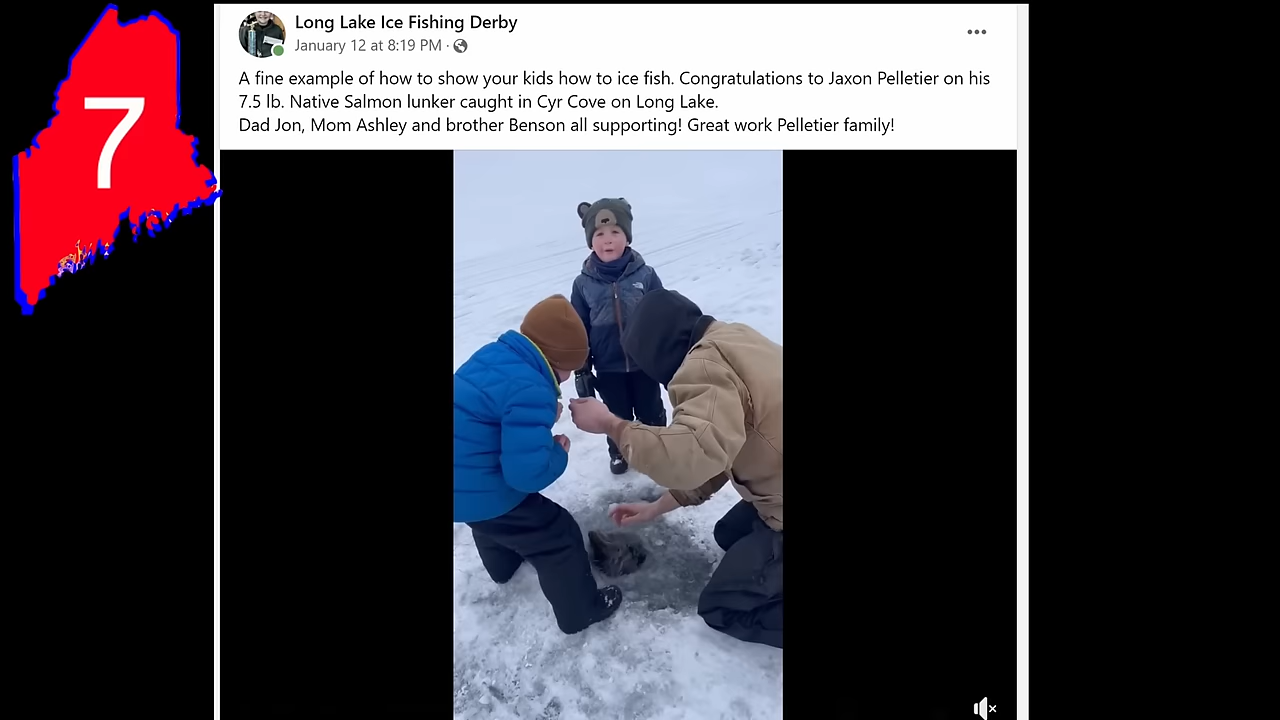 7
Long Lake Ice Fishing Derby
January 12 at 8:19 PM ·
A fine example of how to show your kids how to ice fish. Congratulations to Jaxon Pelletier on his
7.5 lb. Native Salmon lunker caught in Cyr Cove on Long Lake.
Dad Jon, Mom Ashley and brother Benson all supporting! Great work Pelletier family!